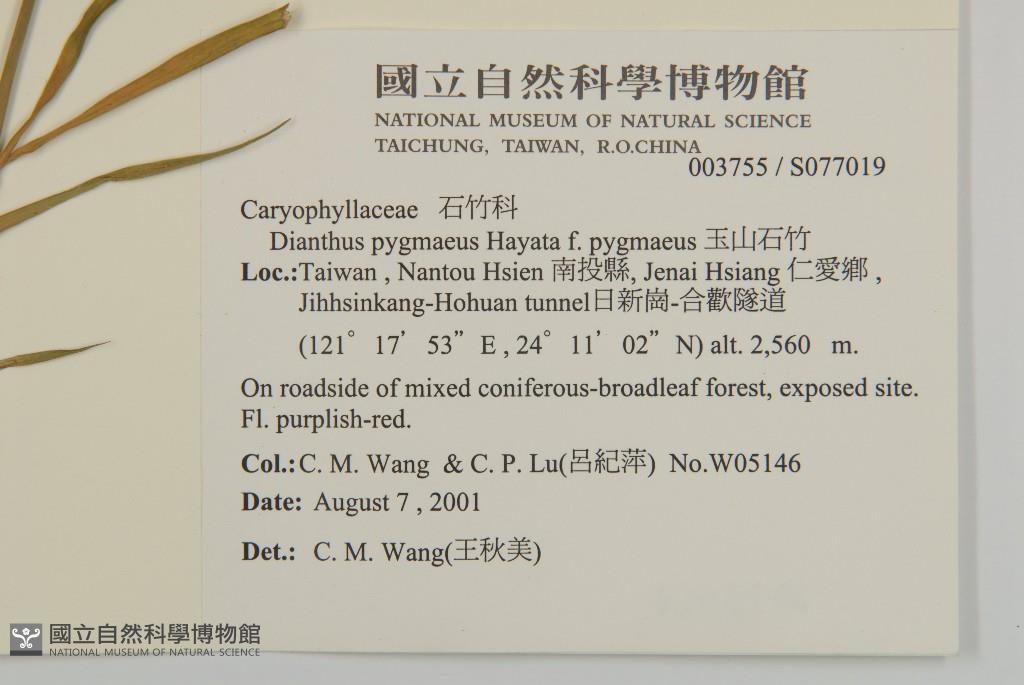 國立自然科學博物館
NATIONAL MUSEUM OF NATURAL SCIENCE
TAICHUNG, TAIWAN, R.O.CHINA
003755 / S077019
Caryophyllaceae 石竹科
Dianthus pygmaeus Hayata f. pygmaeus 玉山石竹
Loc.:Taiwan , Nantou Hsien 南投縣, Jenai Hsiang 仁愛鄉 ,
Jihhsinkang-Hohuan tunnel日新崗-合歡隧道
(121° 17’ 53” E , 24° 11’ 02” N) alt. 2,560 m.
On roadside of mixed coniferous-broadleaf forest, exposed site.
Fl. purplish-red.
Col.: C. M. Wang & C. P. Lu(呂紀萍) No.W05146
Date: August 7 , 2001
Det.: C. M. Wang(王秋美)
國立自然科學博物館
NATIONAL MUSEUM OF NATURAL SCIENCE